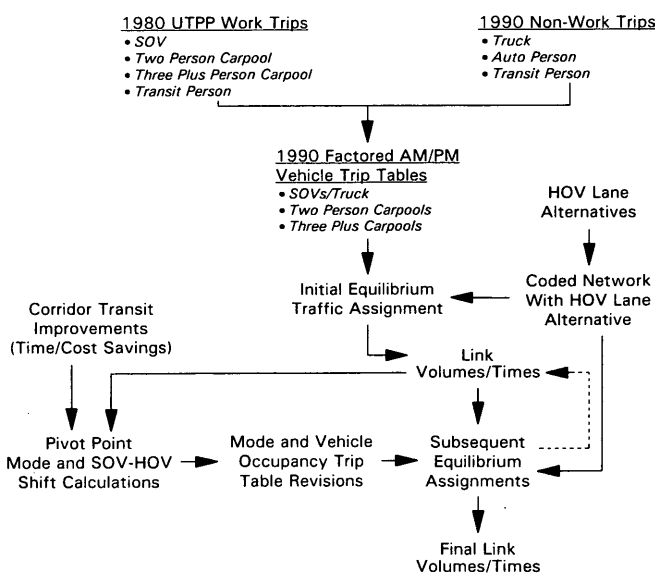 1980 UTPP Work Trips
• SOV
• Two Person Carpool
• Three Plus Person Carpool
• Transit Person
1990 Non-Work Trips
• Truck
• Auto Person
• Transit Person
1990 Factored AM/PM
Vehicle Trip Tables
• SOVs/Truck
• Two Person Carpools
• Three Plus Carpools
HOV Lane
Alternatives
Initial Equilibrium
Traffic Assignment
Coded Network
With HOV Lane
Alternative
Corridor Transit
Improvements
(Time/Cost Savings)
Link
Volumes/Times
Pivot Point
Mode and SOV-HOV
Shift Calculations
Mode and Vehicle
Occupancy Trip
Table Revisions
Subsequent
Equilibrium
Assignments
Final Link
Volumes/Times